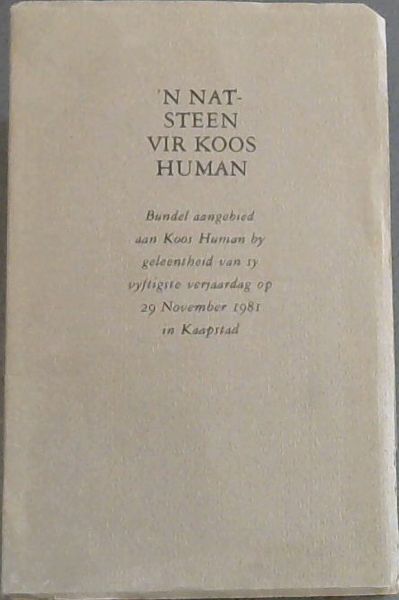 'N NAT-
STEEN
VIR KOOS
HUMAN
Bundel aangebied
aan Koos Human by
geleentheid van sy
vyftigste verjaardag op
29 November 1981
in Kaapstad